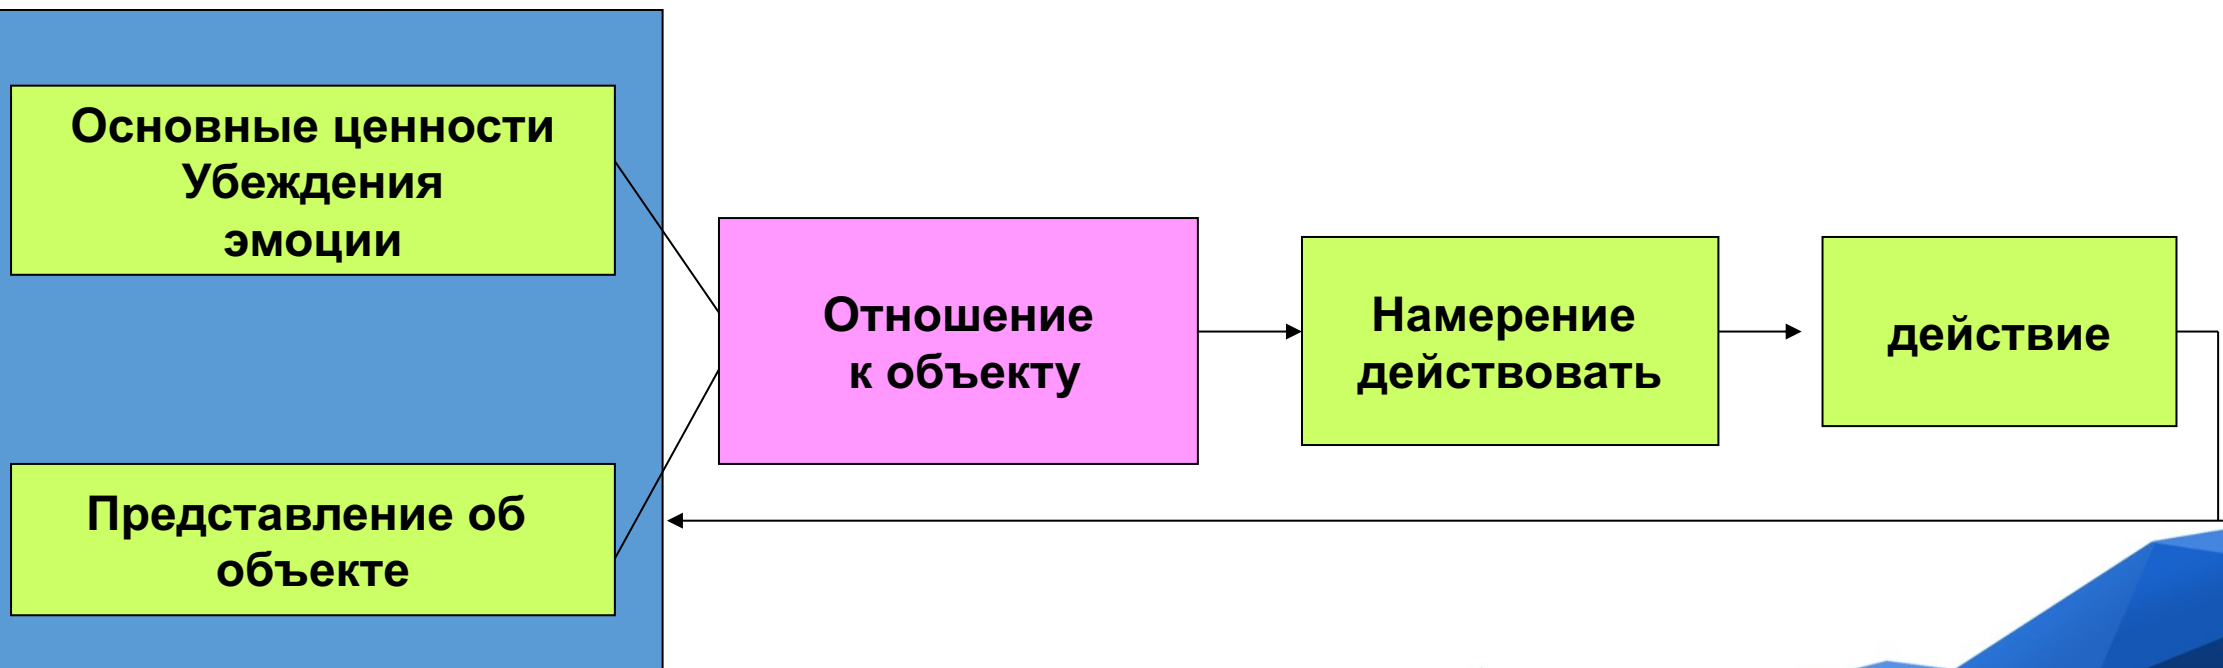 Основные ценности
Убеждения
эмоции
Отношение
к объекту
Намерение
действовать
действие
Представление об
объекте